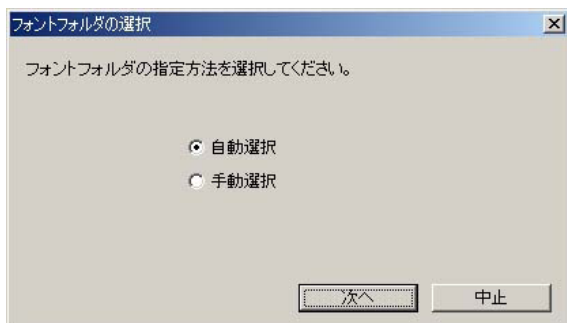 フォントフォルダの選択
フォントフォルダの指定方法を選択してください。
自動選択
手動選択
次へ
中止